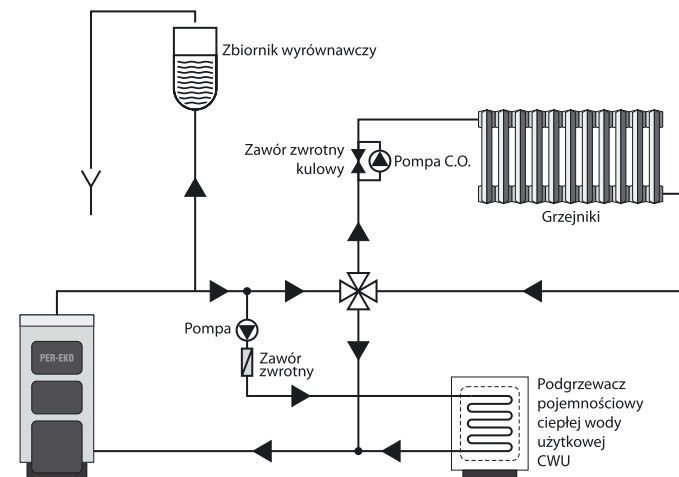 Zbiornik wyrównawczy
Zawór zwrotny
kulowy
Pompa C.O.
Grzejniki
Pompa
PER-EKO
Zawór
zwrotny
Podgrzewacz
pojemnościowy
ciepłej wody
użytkowej
CWU